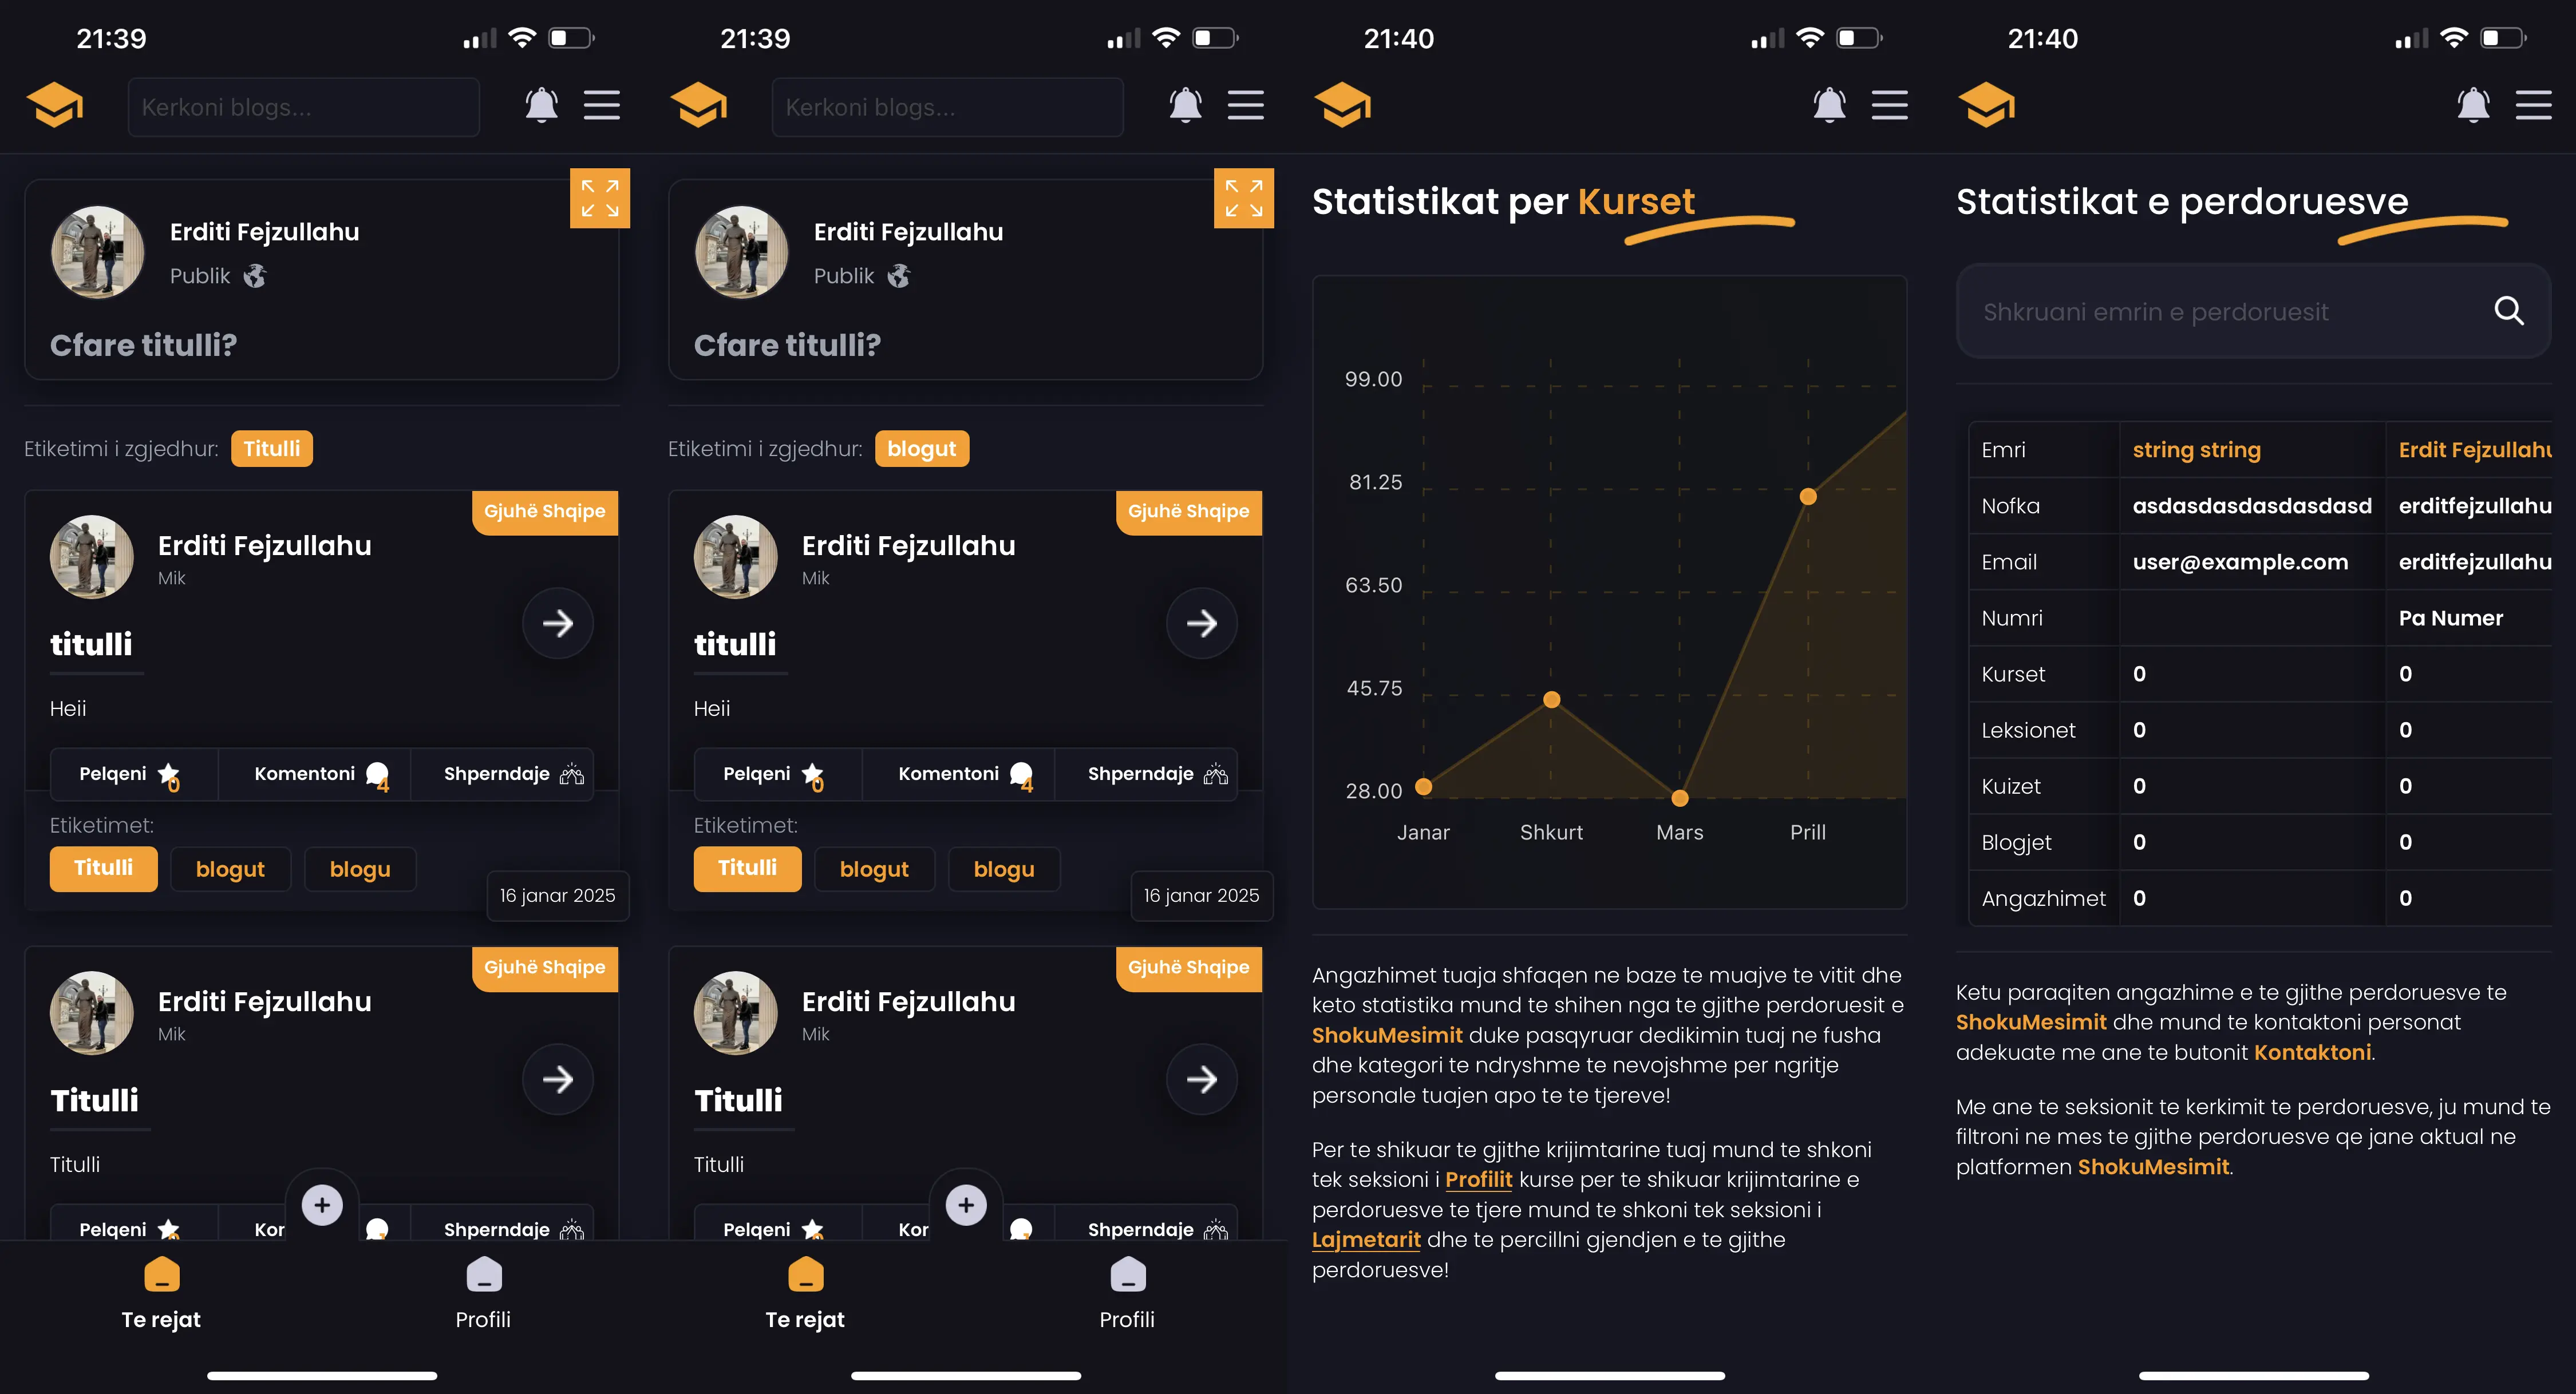 21:39
Kerkoni blogs...
Erditi Fejzullahu
Publik
Cfare titulli?
Etiketimi i zgjedhur: Titulli
Gjuhë Shqipe
Erditi Fejzullahu
Mik
titulli
Heii
Pelqeni 0 Komentoni 4 Shperndaje
Etiketimet:
Titulli blogut blogu
16 janar 2025
Gjuhë Shqipe
Erditi Fejzullahu
Mik
Titulli
Titulli
Pelqeni Kor Shperndaje
Te rejat Profili
21:39
Kerkoni blogs...
Erditi Fejzullahu
Publik
Cfare titulli?
Etiketimi i zgjedhur: blogut
Gjuhë Shqipe
Erditi Fejzullahu
Mik
titulli
Heii
Pelqeni 0 Komentoni 4 Shperndaje
Etiketimet:
Titulli blogut blogu
16 janar 2025
Gjuhë Shqipe
Erditi Fejzullahu
Mik
Titulli
Titulli
Pelqeni Kor Shperndaje
Te rejat Profili
21:40
Statistikat per Kurset
99.00
81.25
63.50
45.75
28.00
Janar Shkurt Mars Prill
Angazhimet tuaja shfaqen ne baze te muajve te vitit dhe
keto statistika mund te shihen nga te gjithe perdoruesit e
ShokuMesimit duke pasqyruar dedikimin tuaj ne fusha
dhe kategori te ndryshme te nevojshme per ngritje
personale tuajen apo te te tjereve!
Per te shikuar te gjithe krijimtarine tuaj mund te shkoni
tek seksioni i Profilit kurse per te shikuar krijimtarine e
perdoruesve te tjere mund te shkoni tek seksioni i
Lajmetarit dhe te percillni gjendjen e te gjithe
perdoruesve!
21:40
Statistikat e perdoruesve
Shkruani emrin e perdoruesit
Emri string string Erdit Fejzullahu
Nofka asdasdasdasdasdasd erditfejzullahu
Email user@example.com erditfejzullahu
Numri Pa Numer
Kurset 0 0
Leksionet 0 0
Kuizet 0 0
Blogjet 0 0
Angazhimet 0 0
Ketu paraqiten angazhime e te gjithe perdoruesve te
ShokuMesimit dhe mund te kontaktoni personat
adekuate me ane te butonit Kontaktoni.
Me ane te seksionit te kerkimit te perdoruesve, ju mund te
filtroni ne mes te gjithe perdoruesve qe jane aktual ne
platformen ShokuMesimit.